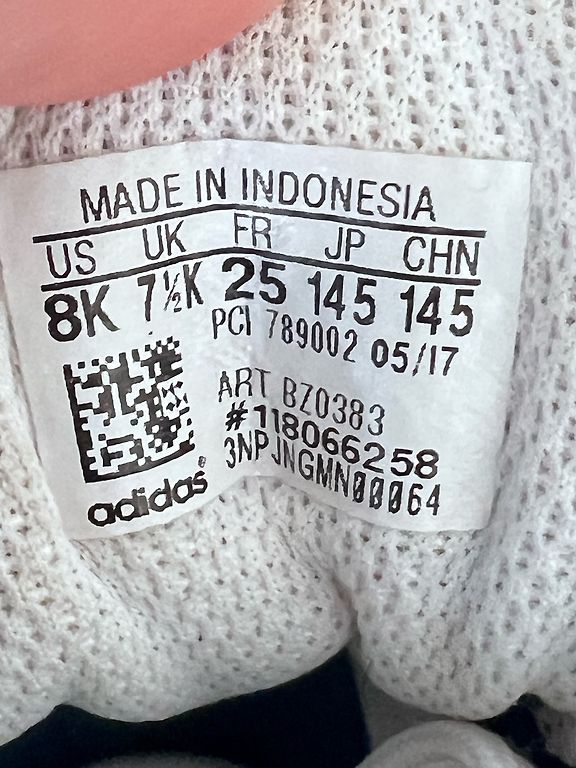 MADE IN INDONESIA
US UK FR JP CHN
8K 7½K 25 145 145
PCI 789002 05/17
ART BZ0383
#118066258
3NPJNGMN00064
adidas®